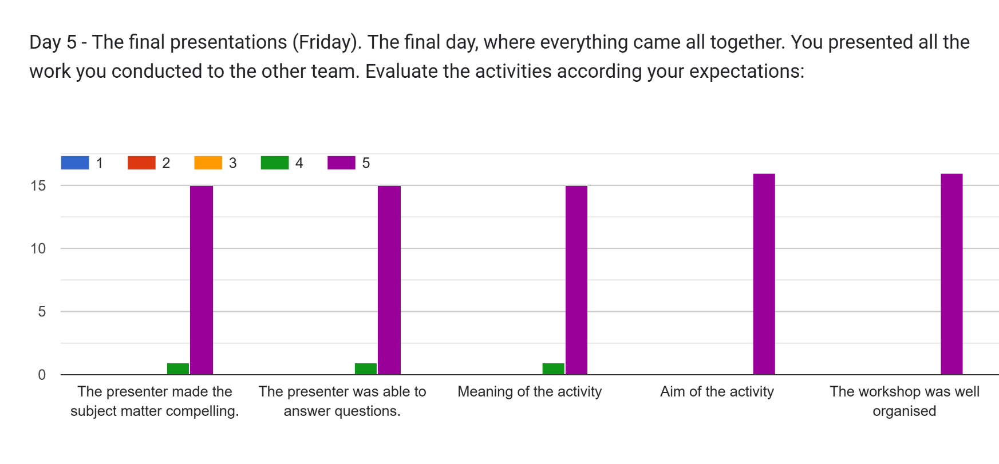 Day 5 - The final presentations (Friday). The final day, where everything came all together. You presented all the
work you conducted to the other team. Evaluate the activities according your expectations:
1 2 3 4 5
15
10
5
0
The presenter made the
subject matter compelling.
The presenter was able to
answer questions.
Meaning of the activity
Aim of the activity
The workshop was well
organised